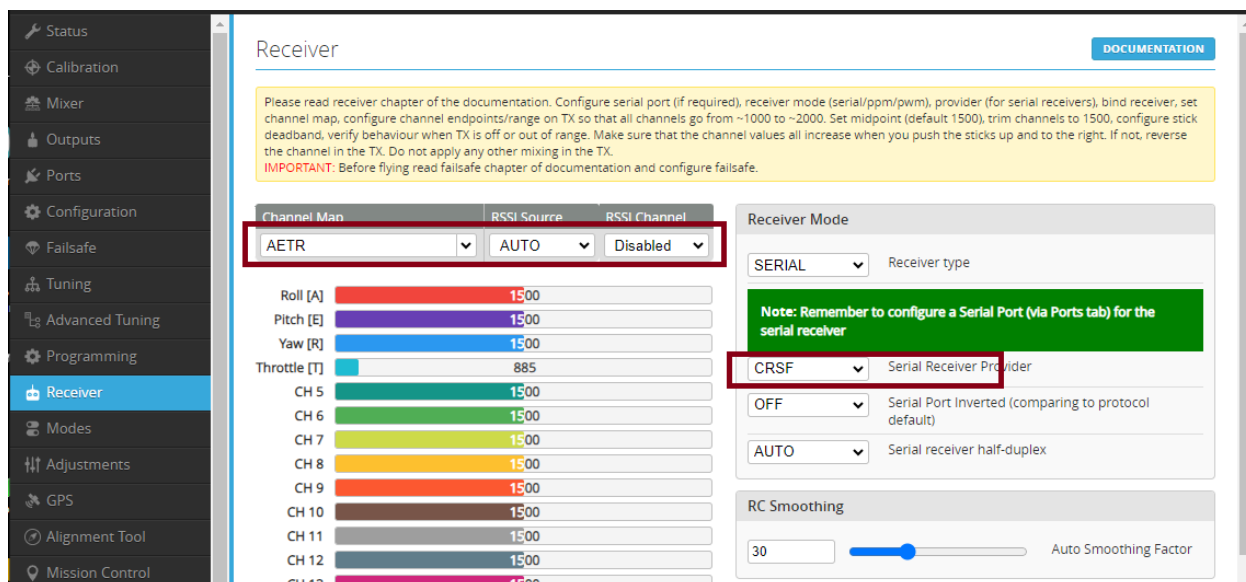 Status
Calibration
Mixer
Outputs
Ports
Configuration
Failsafe
Tuning
Advanced Tuning
Programming
Receiver
Modes
Adjustments
GPS
Alignment Tool
Mission Control
Receiver
DOCUMENTATION
Please read receiver chapter of the documentation. Configure serial port (if required), receiver mode (serial/ppm/pwm), provider (for serial receivers), bind receiver, set
channel map, configure channel endpoints/range on TX so that all channels go from ~1000 to ~2000. Set midpoint (default 1500), trim channels to 1500, configure stick
deadband, verify behaviour when TX is off or out of range. Make sure that the channel values all increase when you push the sticks up and to the right. If not, reverse
the channel in the TX. Do not apply any other mixing in the TX.
IMPORTANT: Before flying read failsafe chapter of documentation and configure failsafe.
Channel Map RSSI Source RSSI Channel
AETR AUTO Disabled
Roll [A] 1500
Pitch [E] 1500
Yaw [R] 1500
Throttle [T] 885
CH 5 1500
CH 6 1500
CH 7 1500
CH 8 1500
CH 9 1500
CH 10 1500
CH 11 1500
CH 12 1500
Receiver Mode
SERIAL Receiver type
Note: Remember to configure a Serial Port (via Ports tab) for the
serial receiver
CRSF Serial Receiver Provider
OFF Serial Port Inverted (comparing to protocol
default)
AUTO Serial receiver half-duplex
RC Smoothing
30 Auto Smoothing Factor